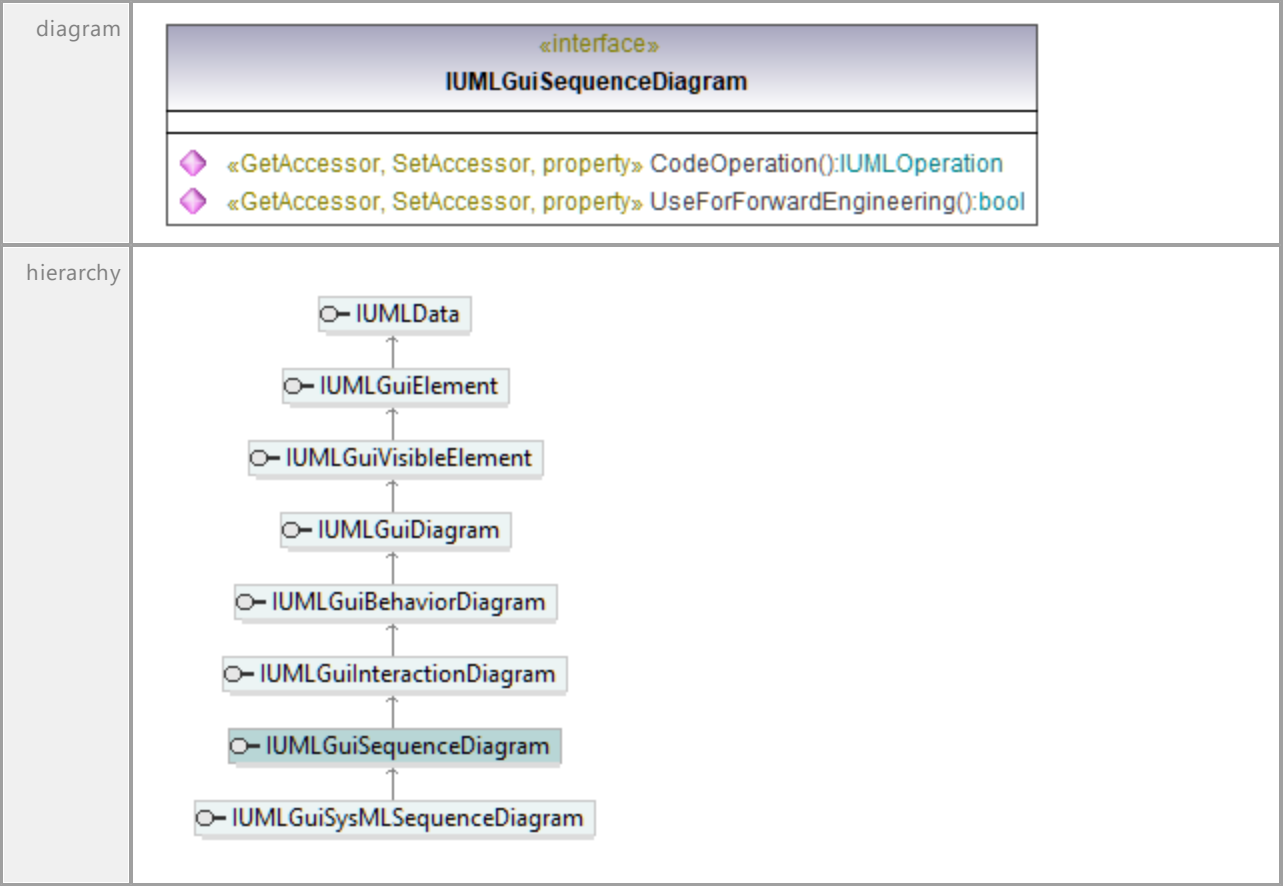 diagram
«interface»
IUMLGuiSequenceDiagram
«GetAccessor, SetAccessor, property» CodeOperation():IUMLOperation
«GetAccessor, SetAccessor, property» UseForForwardEngineering():bool
hierarchy
IUMLData
IUMLGuiElement
IUMLGuiVisibleElement
IUMLGuiDiagram
IUMLGuiBehaviorDiagram
IUMLGuiInteractionDiagram
IUMLGuiSequenceDiagram
IUMLGuiSysMLSequenceDiagram